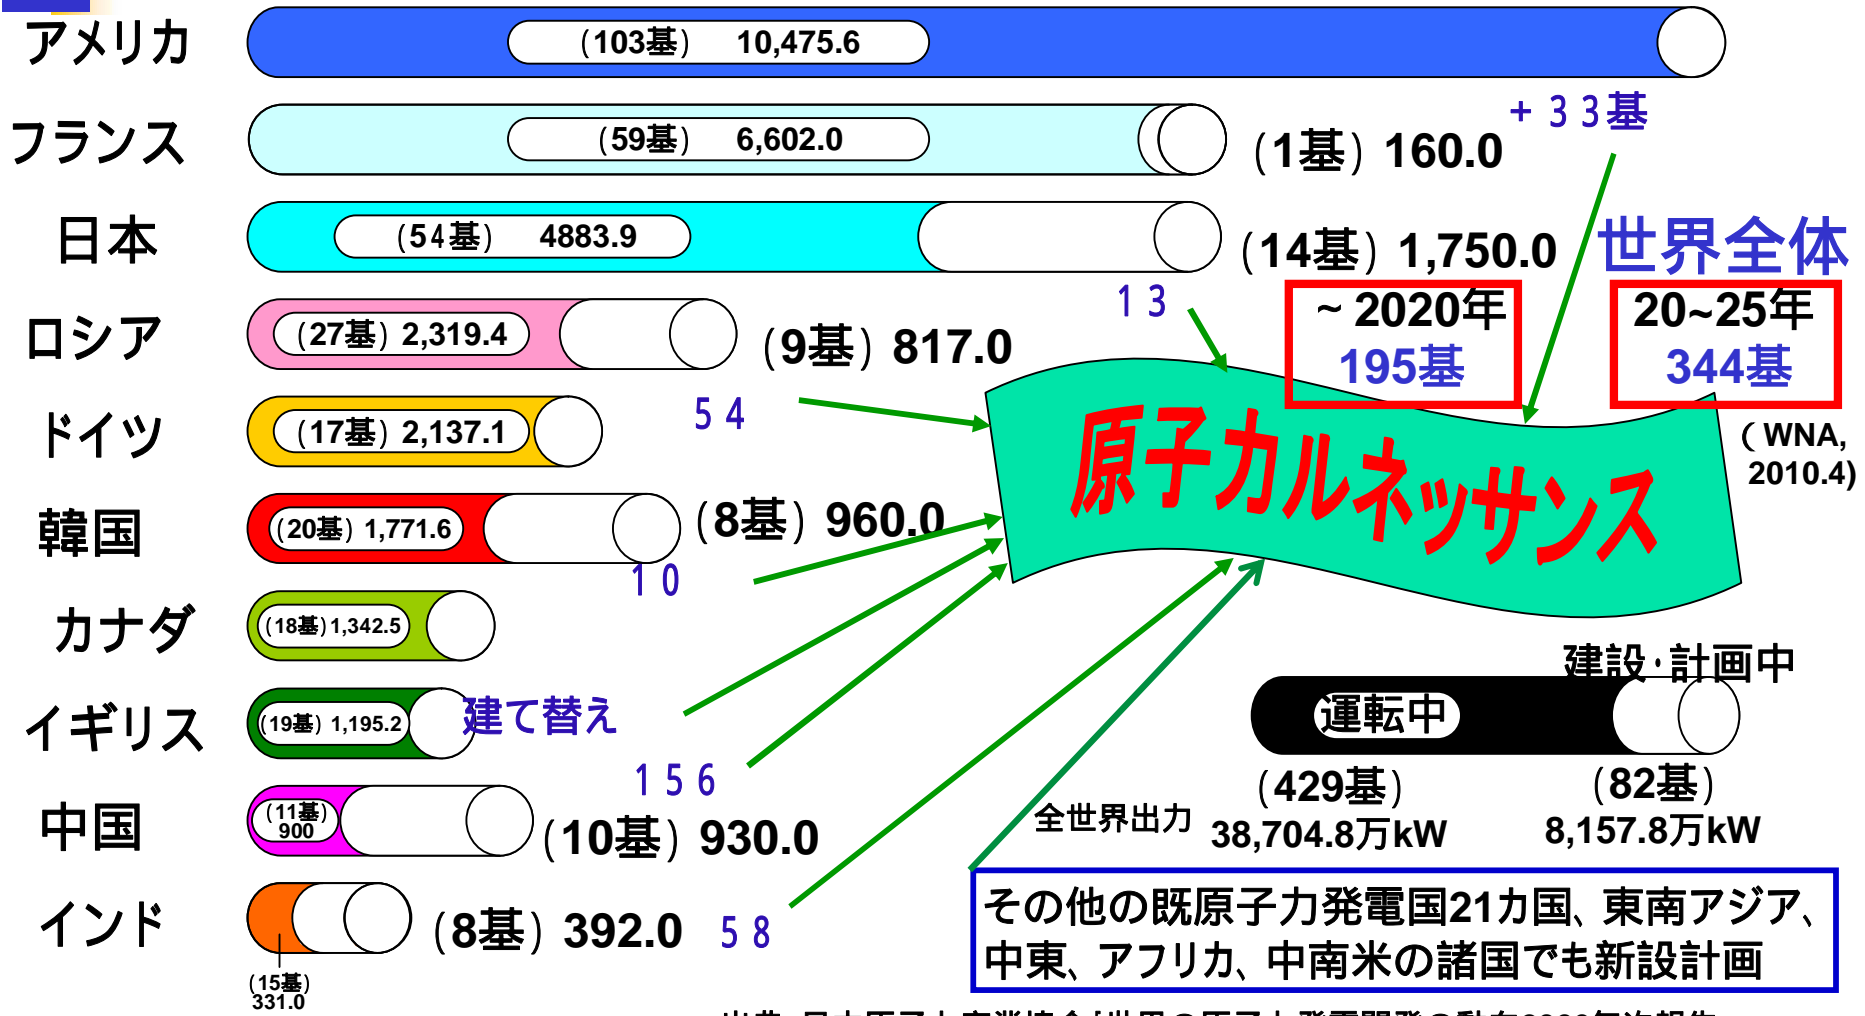 アメリカ
(103基) 10,475.6
+33基
フランス
(59基) 6,602.0
(1基) 160.0
日本
(54基) 4883.9
(14基) 1,750.0
世界全体
13
~2020年
195基
20~25年
344基
(WNA,
2010.4)
ロシア
(27基) 2,319.4
(9基) 817.0
54
ドイツ
(17基) 2,137.1
原子力ルネッサンス
韓国
(20基) 1,771.6
(8基) 960.0
10
カナダ
(18基) 1,342.5
イギリス
(19基) 1,195.2
建て替え
156
建設・計画中
運転中
(429基)
(82基)
全世界出力 38,704.8万kW
8,157.8万kW
中国
(11基)
900
(10基) 930.0
インド
(8基) 392.0
58
(15基)
331.0
その他の既原子力発電国21カ国、東南アジア、
中東、アフリカ、中南米の諸国でも新設計画